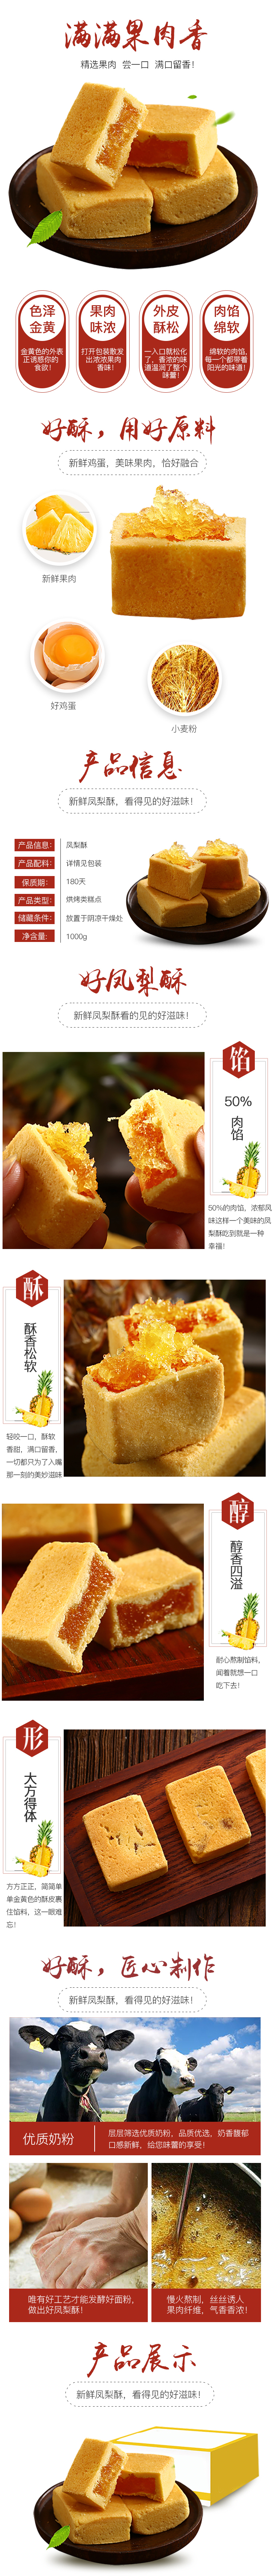 满满果肉香
精选果肉 尝一口 满口留香！
色泽
金黄
金黄色的外表
正诱惑你的
食欲！
果肉
味浓
打开包装散发
出浓浓果肉
香味！
外皮
酥松
一入口就松化
了，香浓的味
道温润了整个
味蕾！
肉馅
绵软
绵软的肉馅，
每一个都带着
阳光的味道！
好酥，用好原料
新鲜鸡蛋，美味果肉，恰好融合
新鲜果肉
好鸡蛋
小麦粉
产品信息
新鲜凤梨酥，看得见的好滋味！
产品信息： 凤梨酥
产品配料： 详情见包装
保质期： 180天
产品类型： 烘烤类糕点
储藏条件： 放置于阴凉干燥处
净含量： 1000g
好凤梨酥
新鲜凤梨酥看的见的好滋味！
馅
50%
肉馅
50%的肉馅，浓郁风
味这样一个美味的凤
梨酥吃到就是一种
幸福！
酥
酥香松软
轻咬一口，酥软
香甜，满口留香，
一切都只为了入嘴
那一刻的美妙滋味
醇
醇香四溢
耐心熬制馅料，
闻着就想一口
吃下去！
形
大方得体
方方正正，简简单
单金黄色的酥皮裹
住馅料，这一眼难
忘！
好酥，匠心制作
新鲜凤梨酥，看得见的好滋味！
优质奶粉
层层筛选优质奶粉，品质优选，奶香馥郁
口感新鲜，给您味蕾的享受！
唯有好工艺才能发酵好面粉，
做出好凤梨酥！
慢火熬制，丝丝诱人
果肉纤维，气香香浓！
产品展示
新鲜凤梨酥，看得见的好滋味！